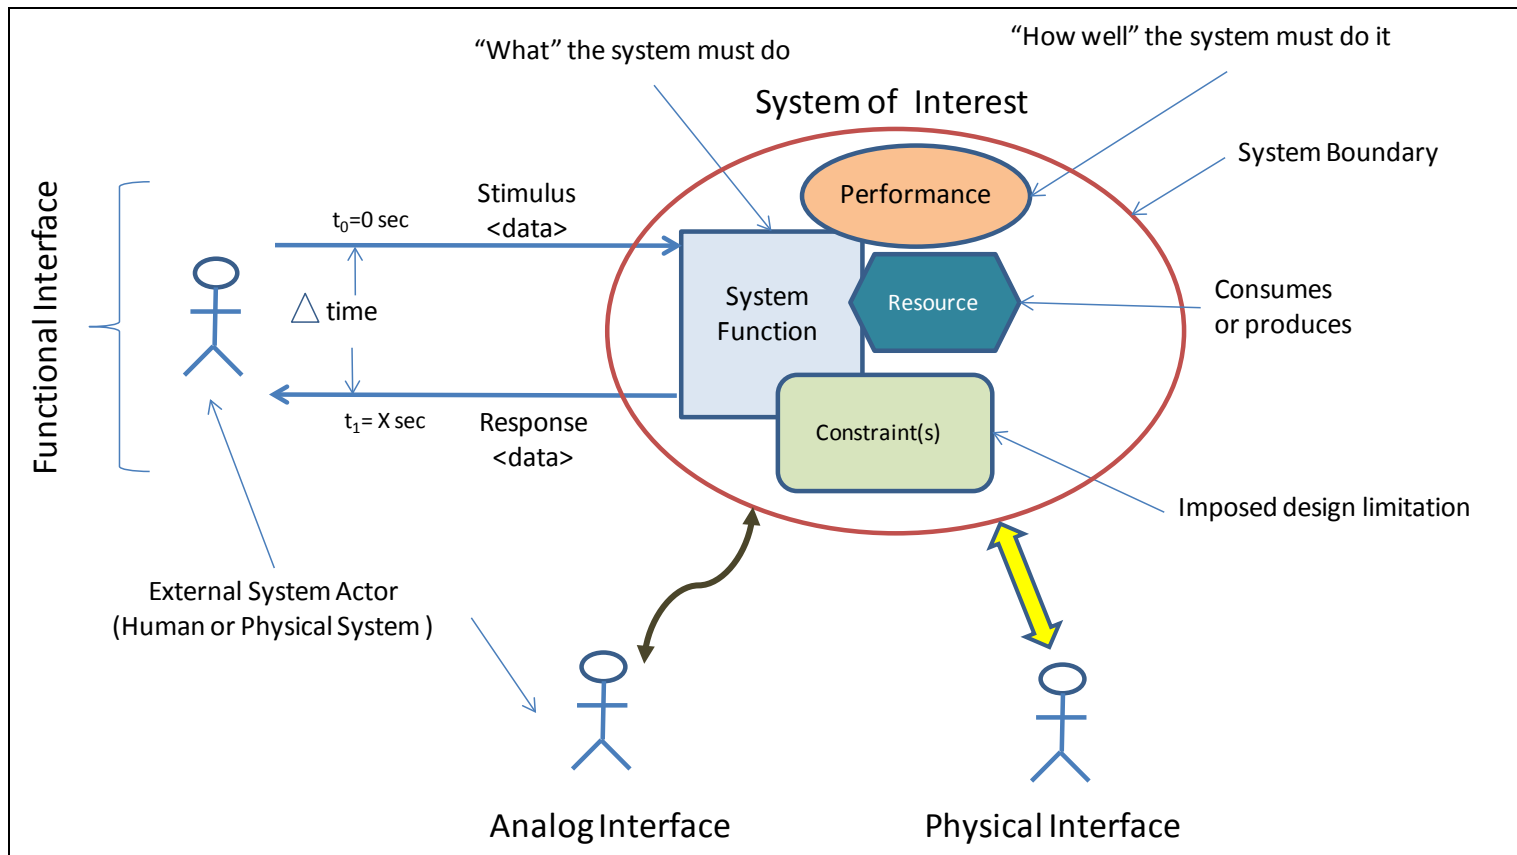 “What” the system must do
“How well” the system must do it
System of Interest
System Boundary
Performance
Functional Interface
t0=0 sec
Stimulus
<data>
△ time
System
Function
Resource
Consumes
or produces
t1= X sec
Response
<data>
Constraint(s)
Imposed design limitation
External System Actor
(Human or Physical System )
Analog Interface
Physical Interface